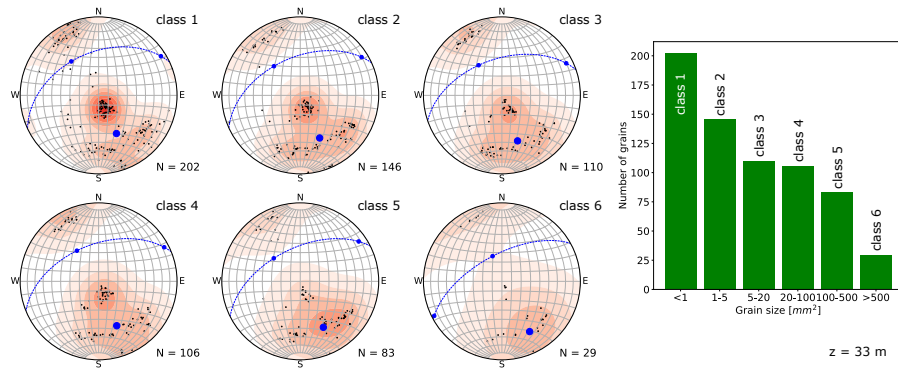 N
class 1
W
E
S
N = 202
N
class 2
W
E
S
N = 146
N
class 3
W
E
S
N = 110
N
class 4
W
E
S
N = 106
N
class 5
W
E
S
N = 83
N
class 6
W
E
S
N = 29
Number of grains
200
175
150
125
100
75
50
25
0
class 1
class 2
class 3
class 4
class 5
class 6
<1
1-5
5-20
20-100
100-500
>500
Grain size [mm²]
z = 33 m